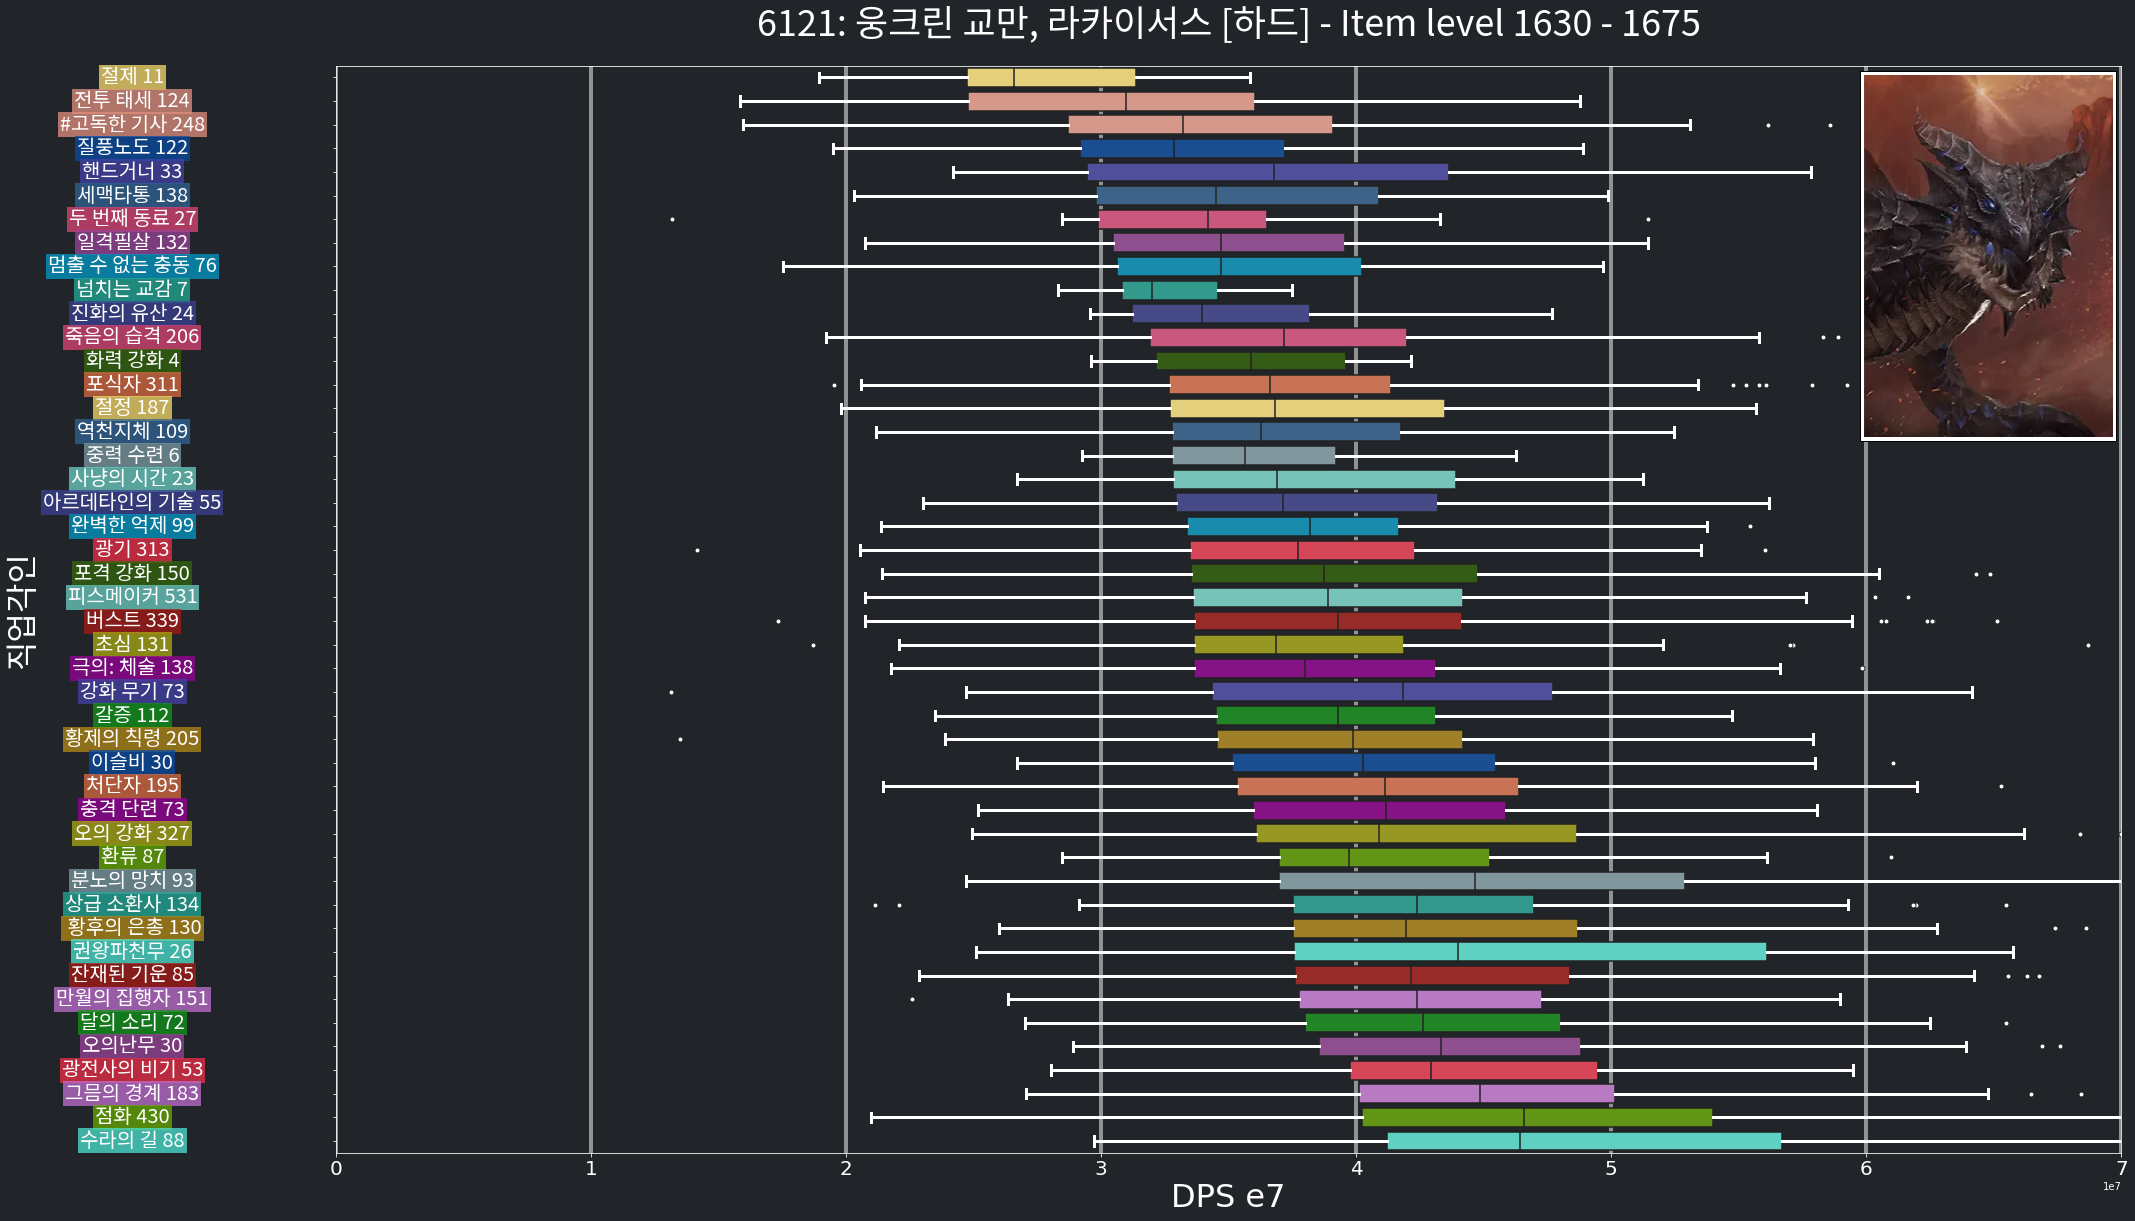 6121: 웅크린 교만, 라카이서스 [하드] - Item level 1630 - 1675
절제 11
전투 태세 124
#고독한 기사 248
질풍노도 122
핸드거너 33
세맥타통 138
두 번째 동료 27
일격필살 132
멈출 수 없는 충동 76
넘치는 교감 7
진화의 유산 24
죽음의 습격 206
화력 강화 4
포식자 311
절정 187
역천지체 109
중력 수련 6
사냥의 시간 23
아르데타인의 기술 55
완벽한 억제 99
광기 313
포격 강화 150
피스메이커 531
버스트 339
초심 131
극의: 체술 138
강화 무기 73
갈증 112
황제의 칙령 205
이슬비 30
처단자 195
충격 단련 73
오의 강화 327
환류 87
분노의 망치 93
상급 소환사 134
황후의 은총 130
권왕파천무 26
잔재된 기운 85
만월의 집행자 151
달의 소리 72
오의난무 30
광전사의 비기 53
그믐의 경계 183
점화 430
수라의 길 88
직업각인
0 1 2 3 4 5 6 7
1e7
DPS e7